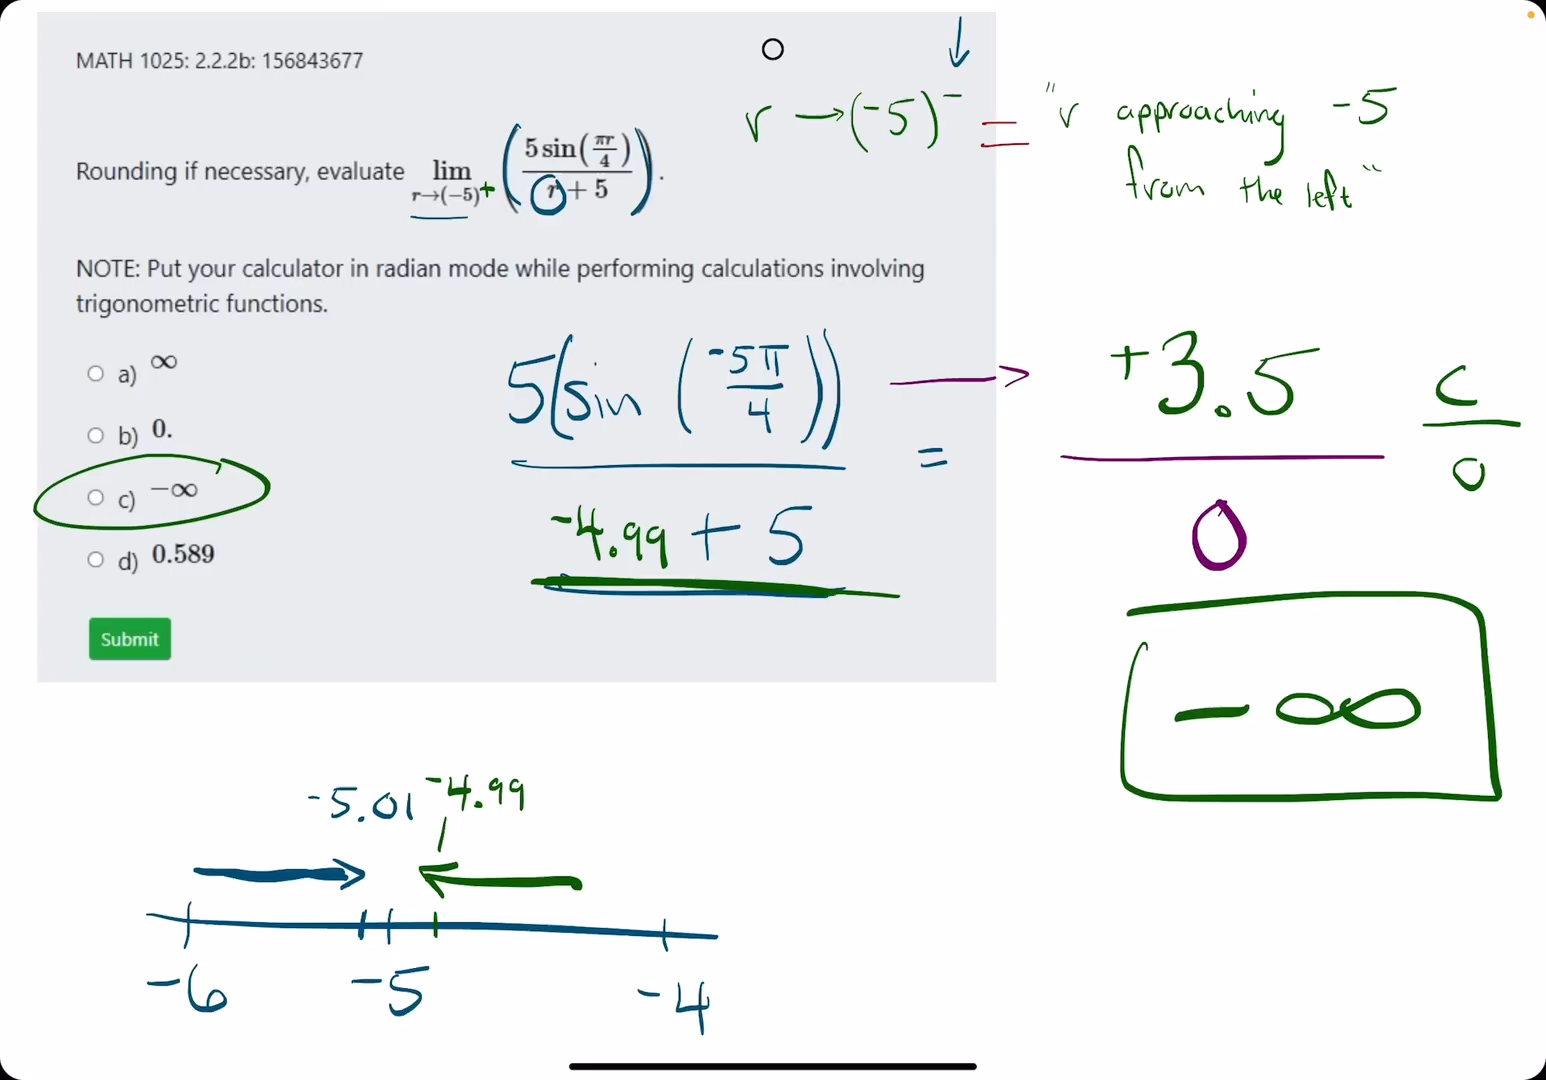 MATH 1025: 2.2.2b: 156843677
r → (-5)⁻ = "r approaching -5
from the left"
Rounding if necessary, evaluate lim r→(-5)+ (5 sin(πr/4) / r + 5).
NOTE: Put your calculator in radian mode while performing calculations involving
trigonometric functions.
a) ∞
b) 0.
c) −∞
d) 0.589
Submit
5(sin(-5π/4))
-4.99 + 5
=
+3.5
0
c
0
-∞
-5.01 -4.99
-6 -5 -4